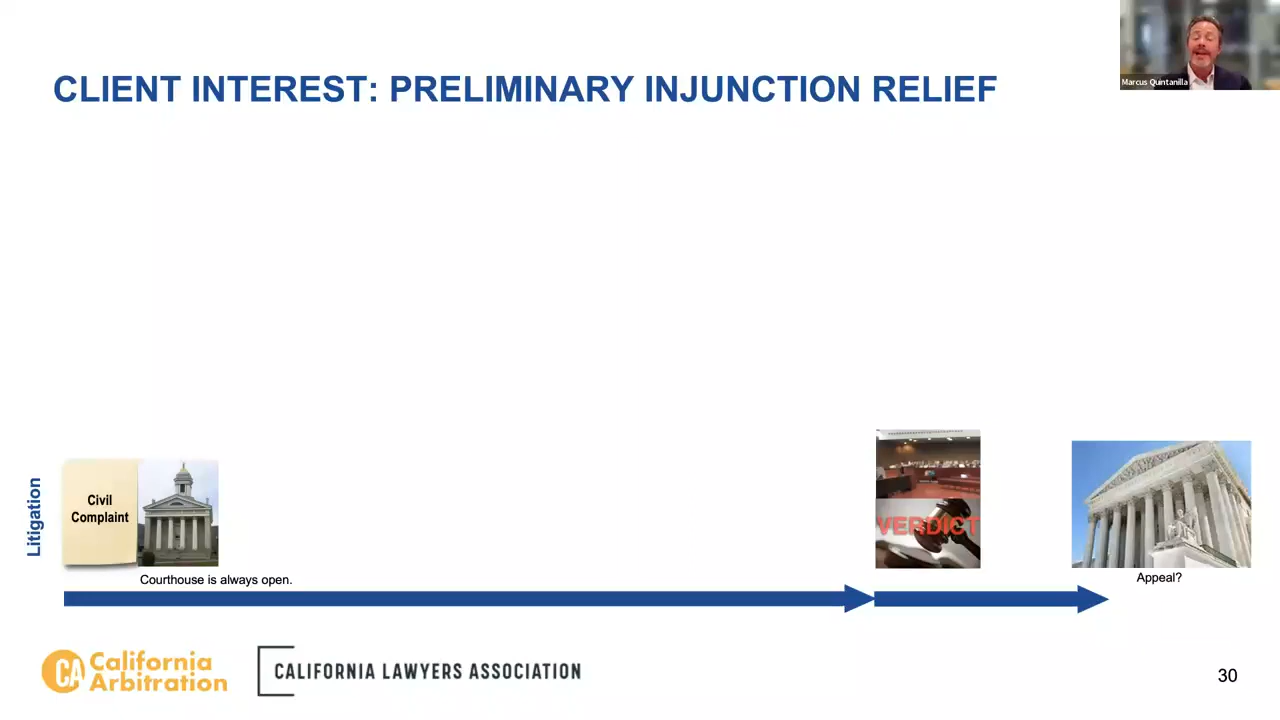 Marcus Quintanilla
CLIENT INTEREST: PRELIMINARY INJUNCTION RELIEF
Litigation
Civil
Complaint
Courthouse is always open.
VERDICT
Appeal?
CA California
Arbitration
CALIFORNIA LAWYERS ASSOCIATION
30